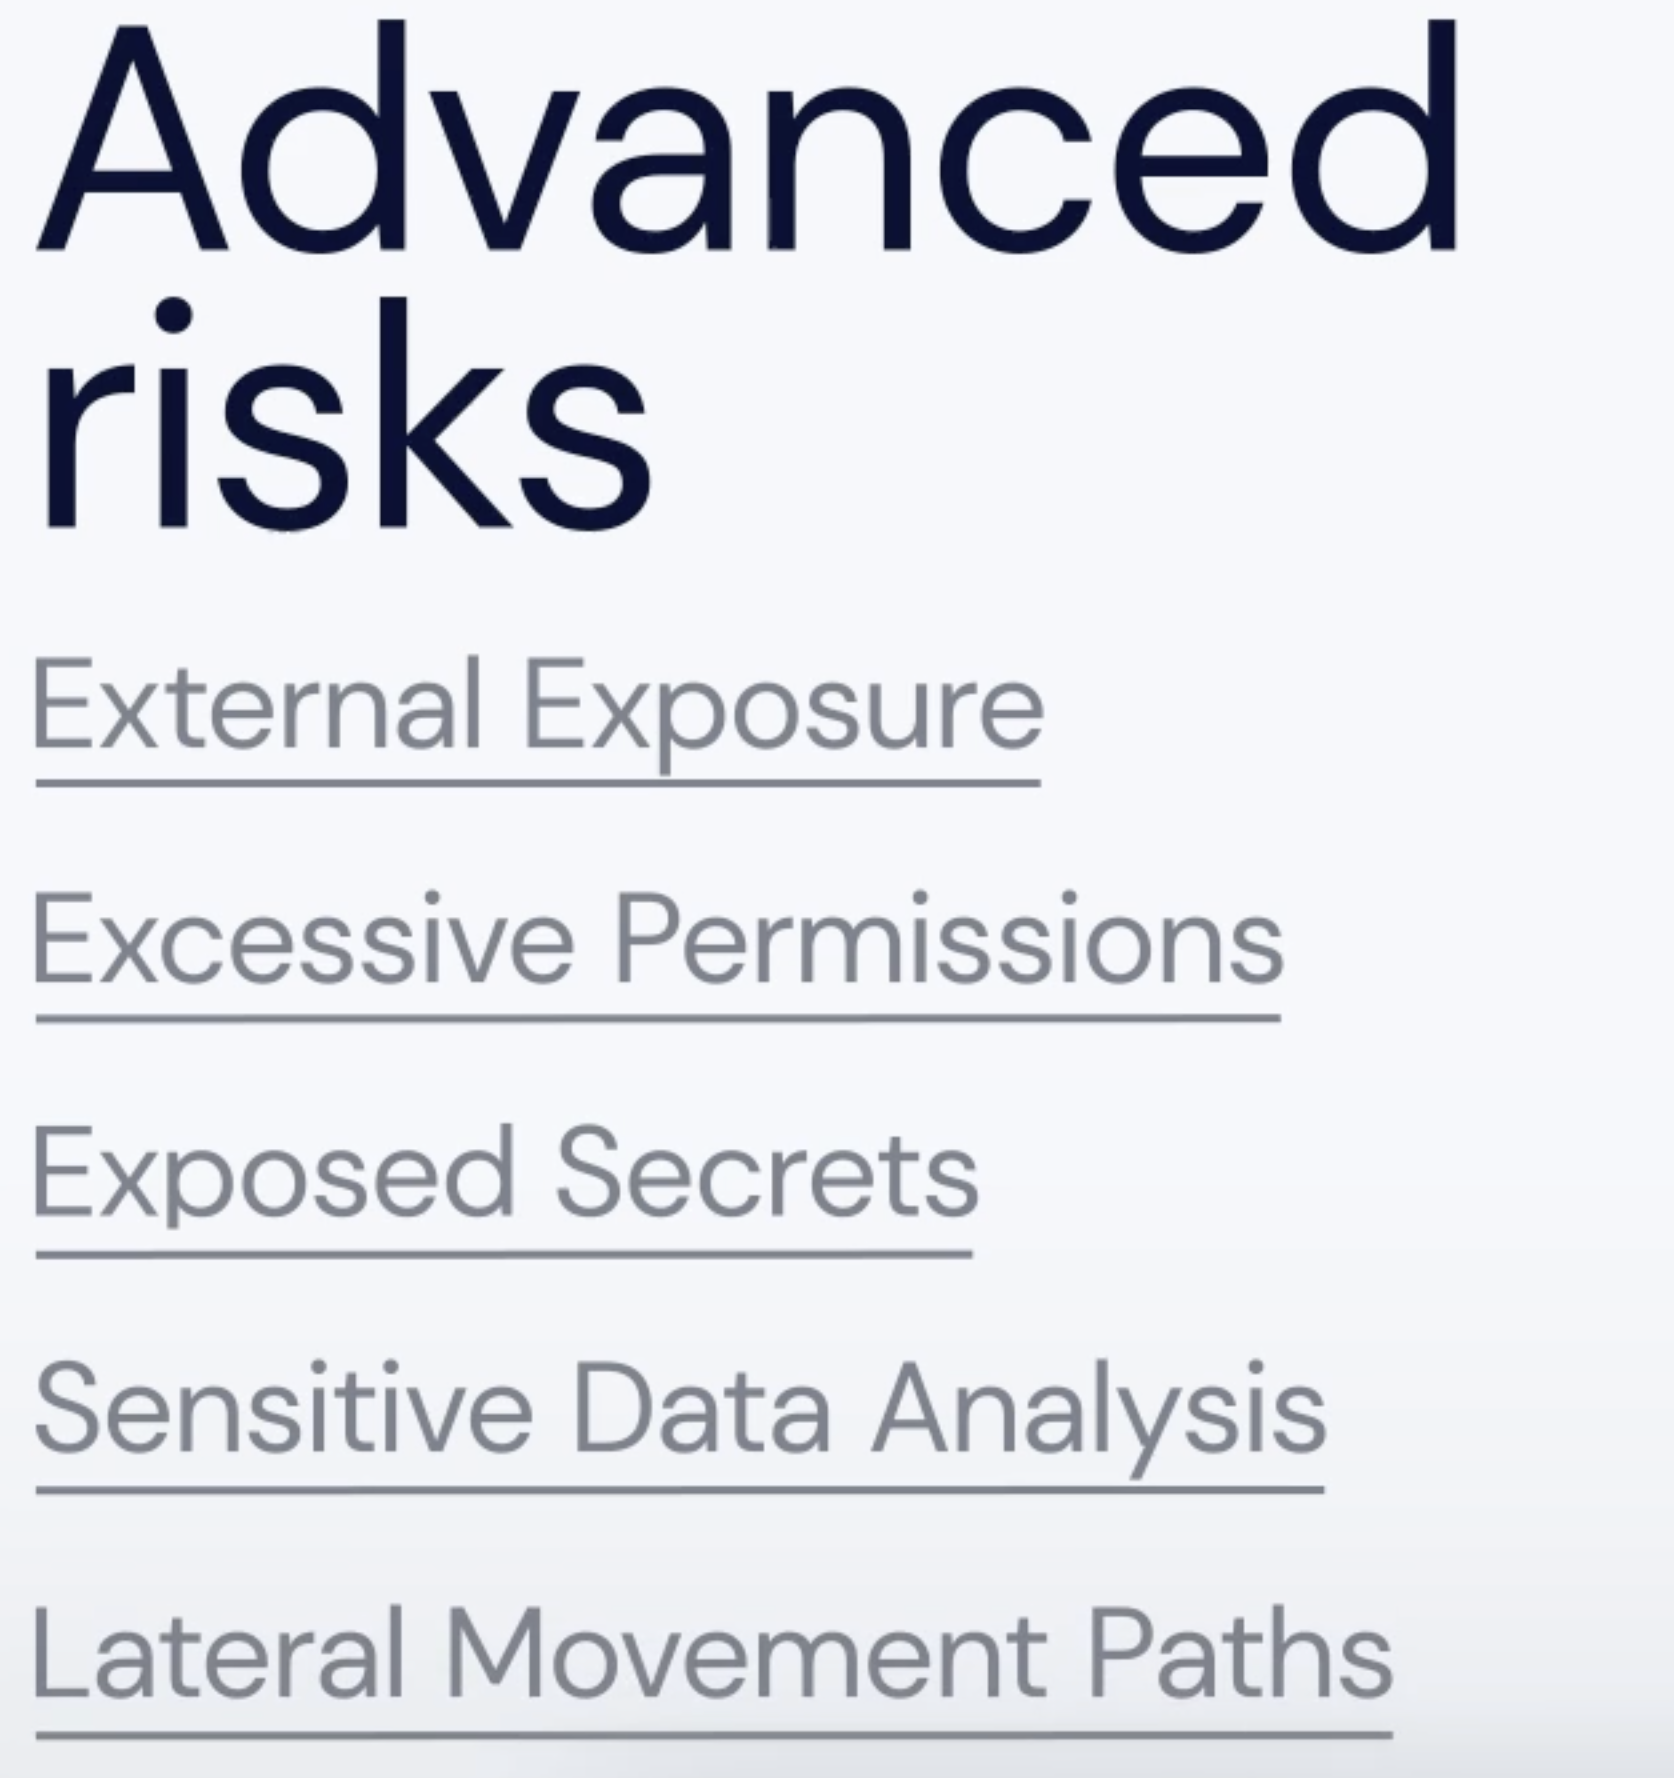 Advanced
risks
External Exposure
Excessive Permissions
Exposed Secrets
Sensitive Data Analysis
Lateral Movement Paths